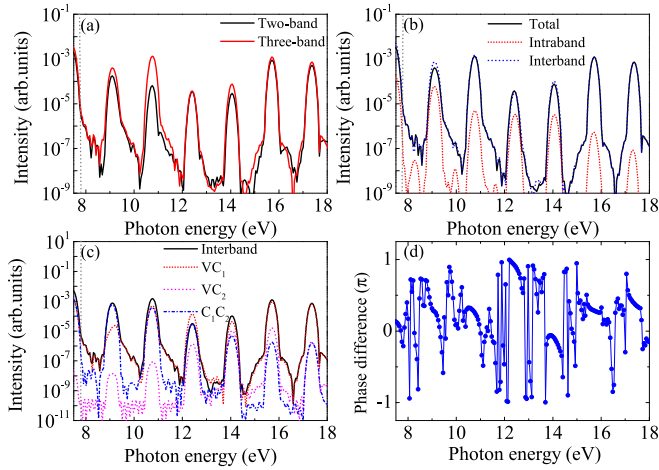 (a)
Two-band
Three-band
Intensity (arb.units)
10^-3
10^-5
10^-7
10^-9
8 10 12 14 16 18
Photon energy (eV)
(b)
Total
Intraband
Interband
Intensity (arb.units)
10^-3
10^-5
10^-7
10^-9
8 10 12 14 16 18
Photon energy (eV)
(c)
Interband
VC₁
VC₂
C₁C₂
Intensity (arb.units)
10^1
10^-1
10^-3
10^-5
10^-7
10^-9
10^-11
8 10 12 14 16 18
Photon energy (eV)
(d)
Phase difference (π)
1
0
-1
8 10 12 14 16 18
Photon energy (eV)